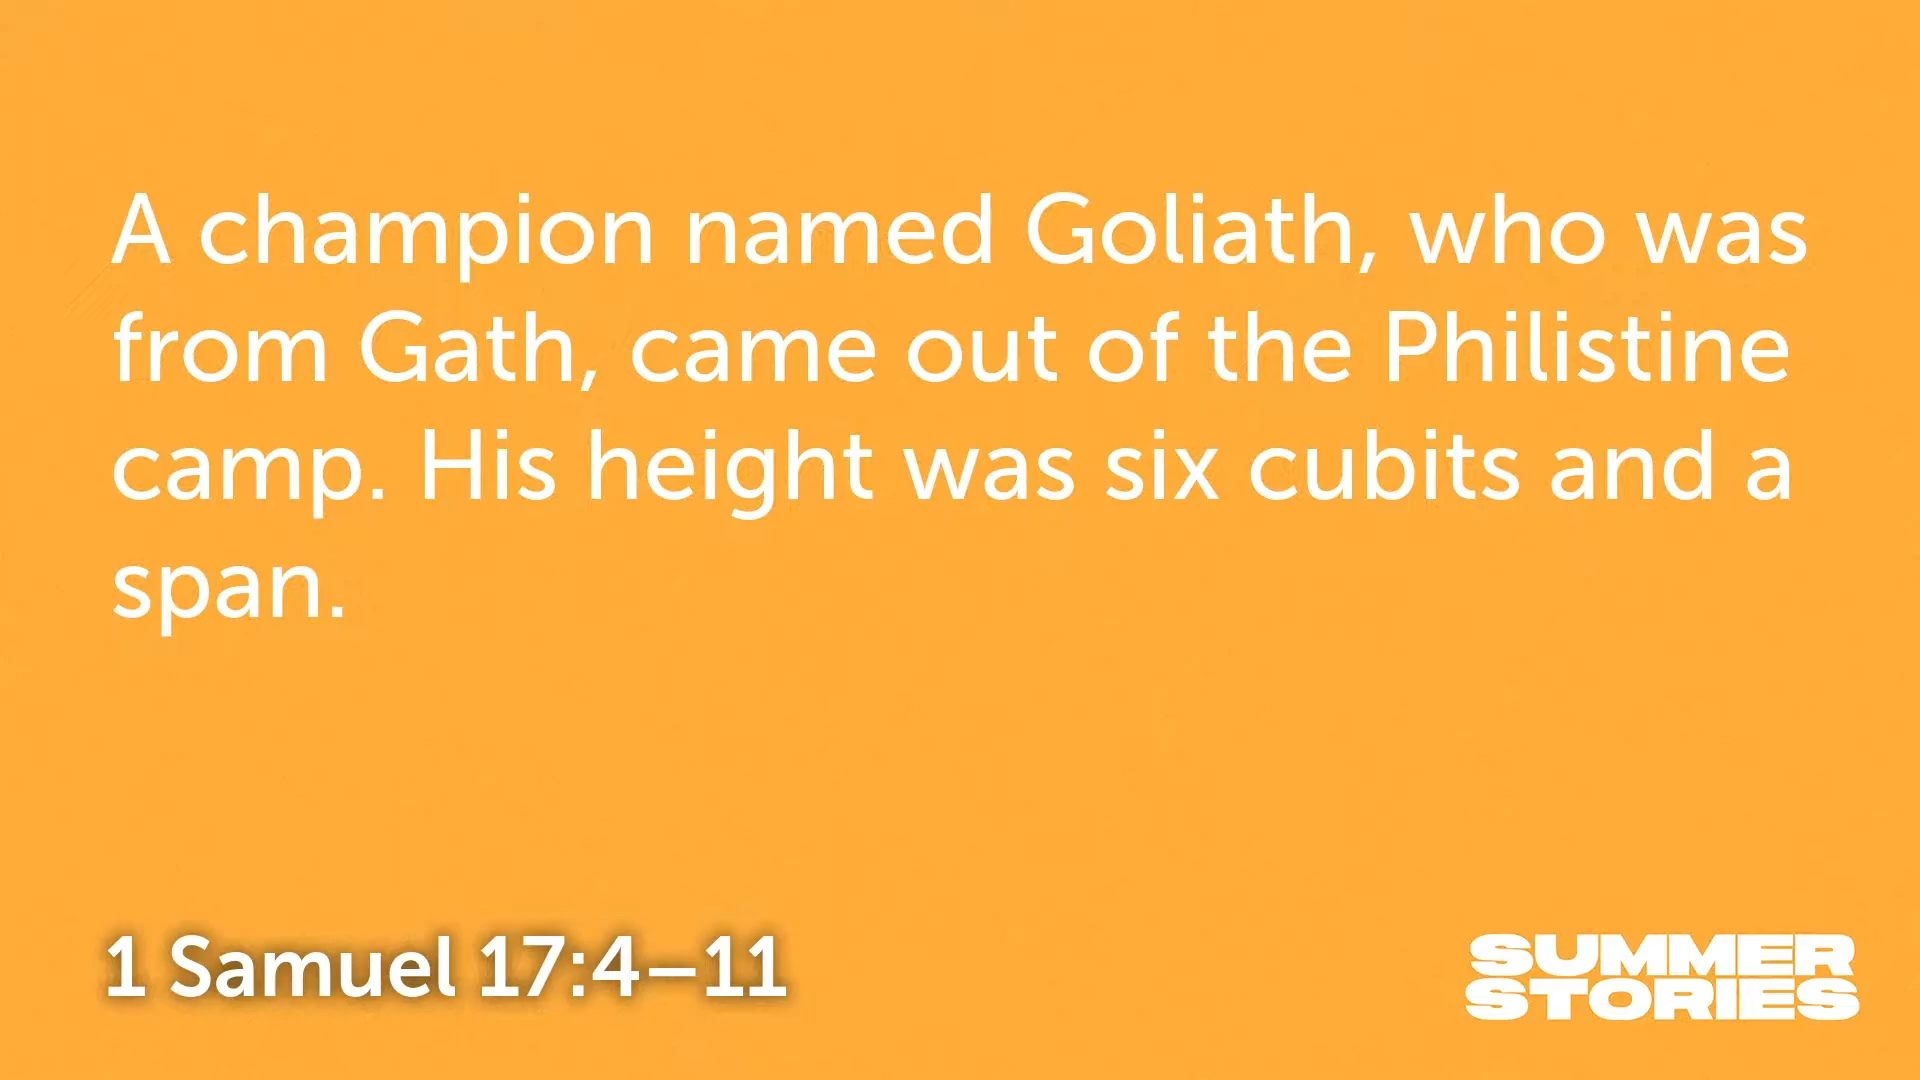 A champion named Goliath, who was
from Gath, came out of the Philistine
camp. His height was six cubits and a
span.
1 Samuel 17:4–11
SUMMER
STORIES